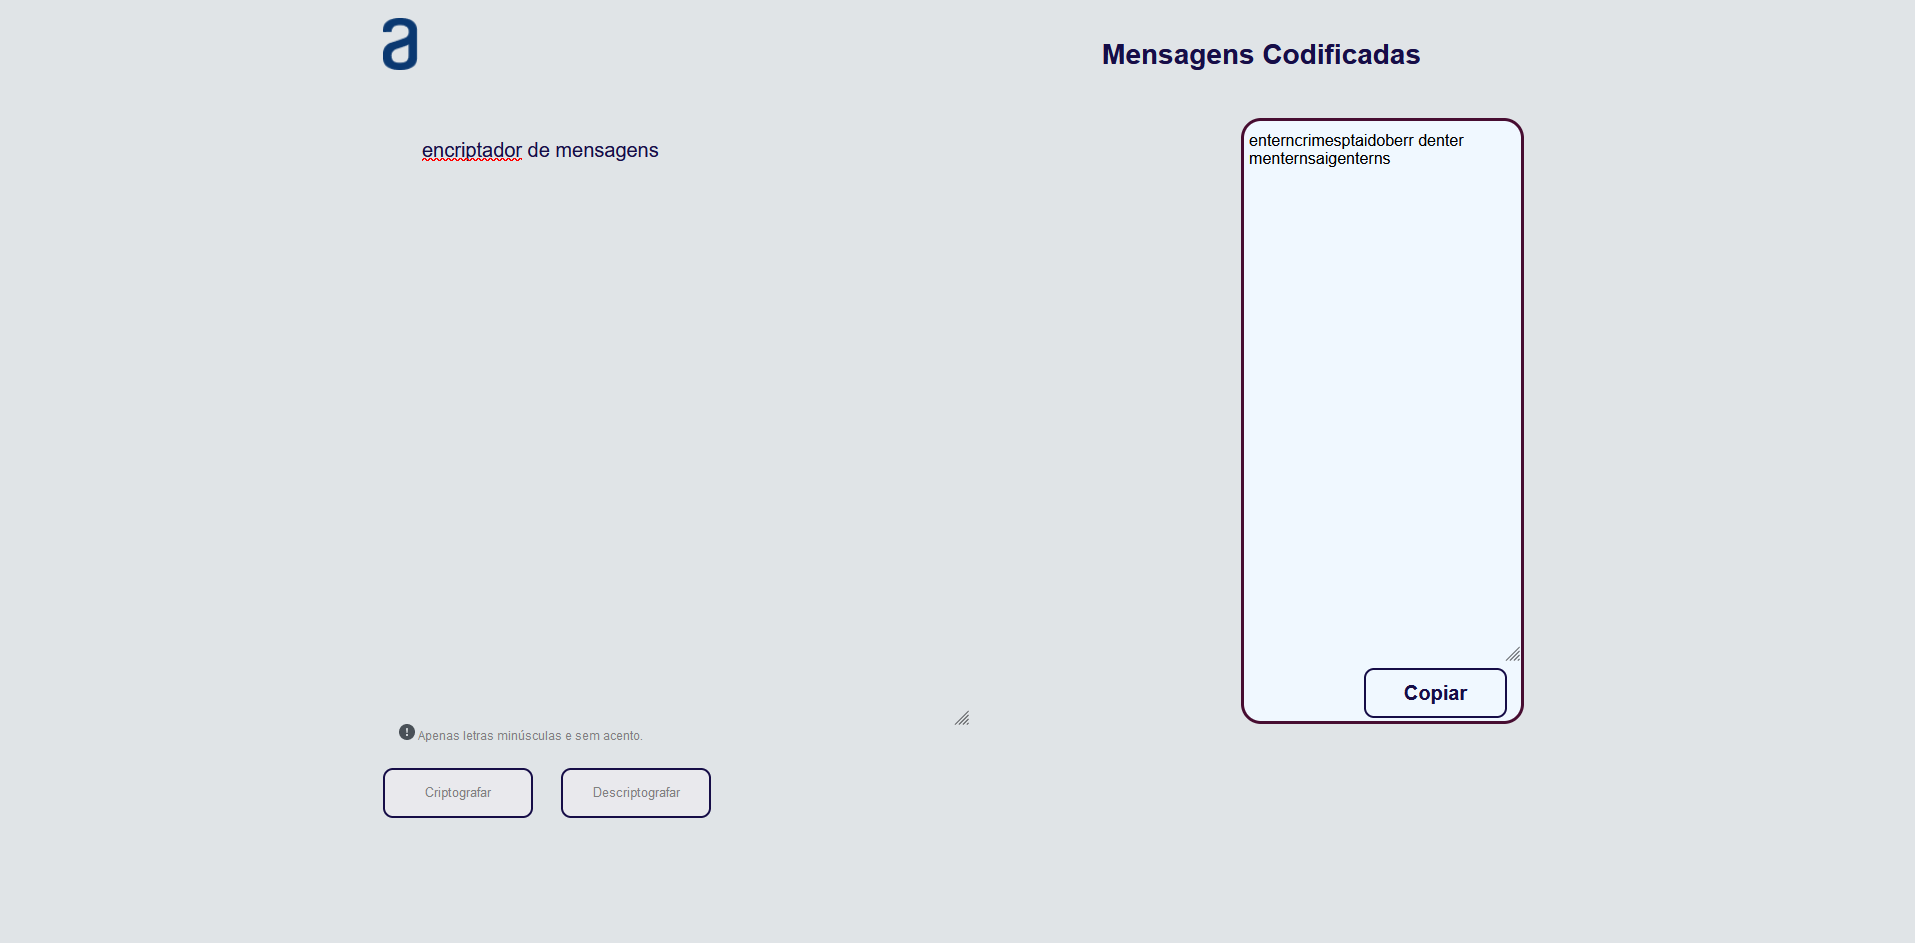 a
Mensagens Codificadas
encriptador de mensagens
enterncrimesptaidoberr denter
menternsaigenterns
Copiar
Apenas letras minúsculas e sem acento.
Criptografar
Descriptografar